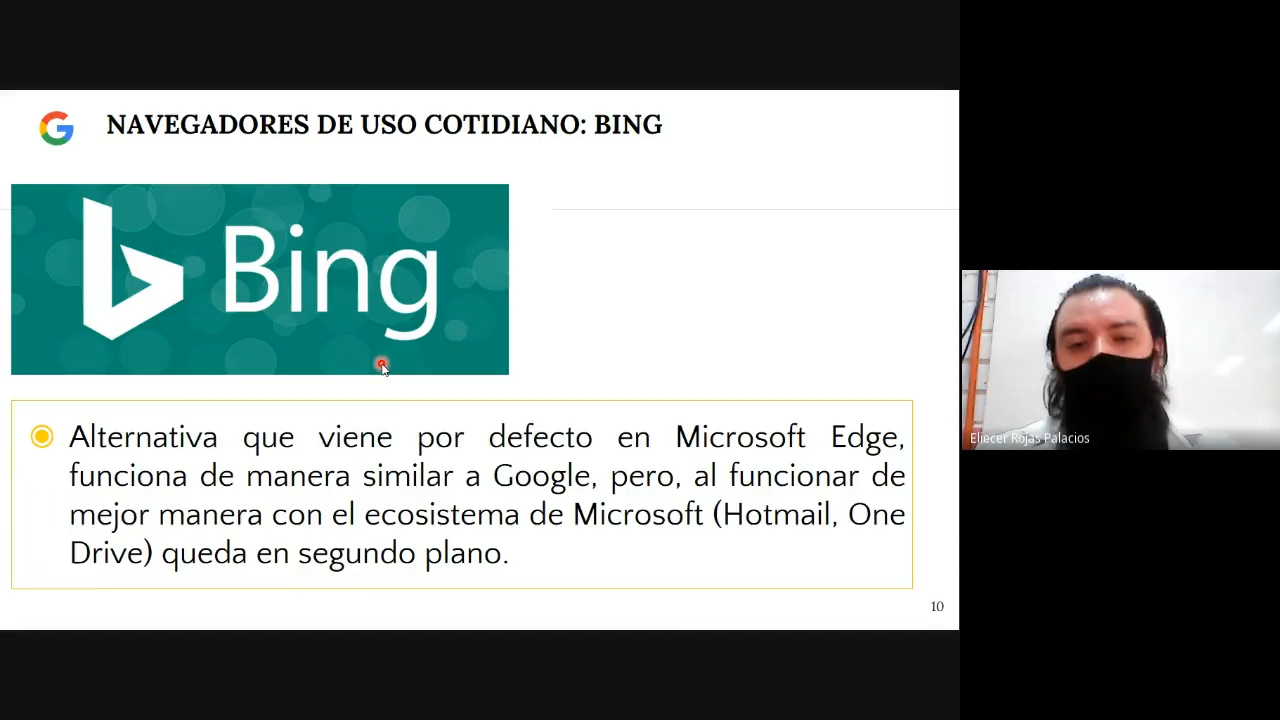 NAVEGADORES DE USO COTIDIANO: BING
Bing
Alternativa que viene por defecto en Microsoft Edge,
funciona de manera similar a Google, pero, al funcionar de
mejor manera con el ecosistema de Microsoft (Hotmail, One
Drive) queda en segundo plano.
10
Eliecer Rojas Palacios